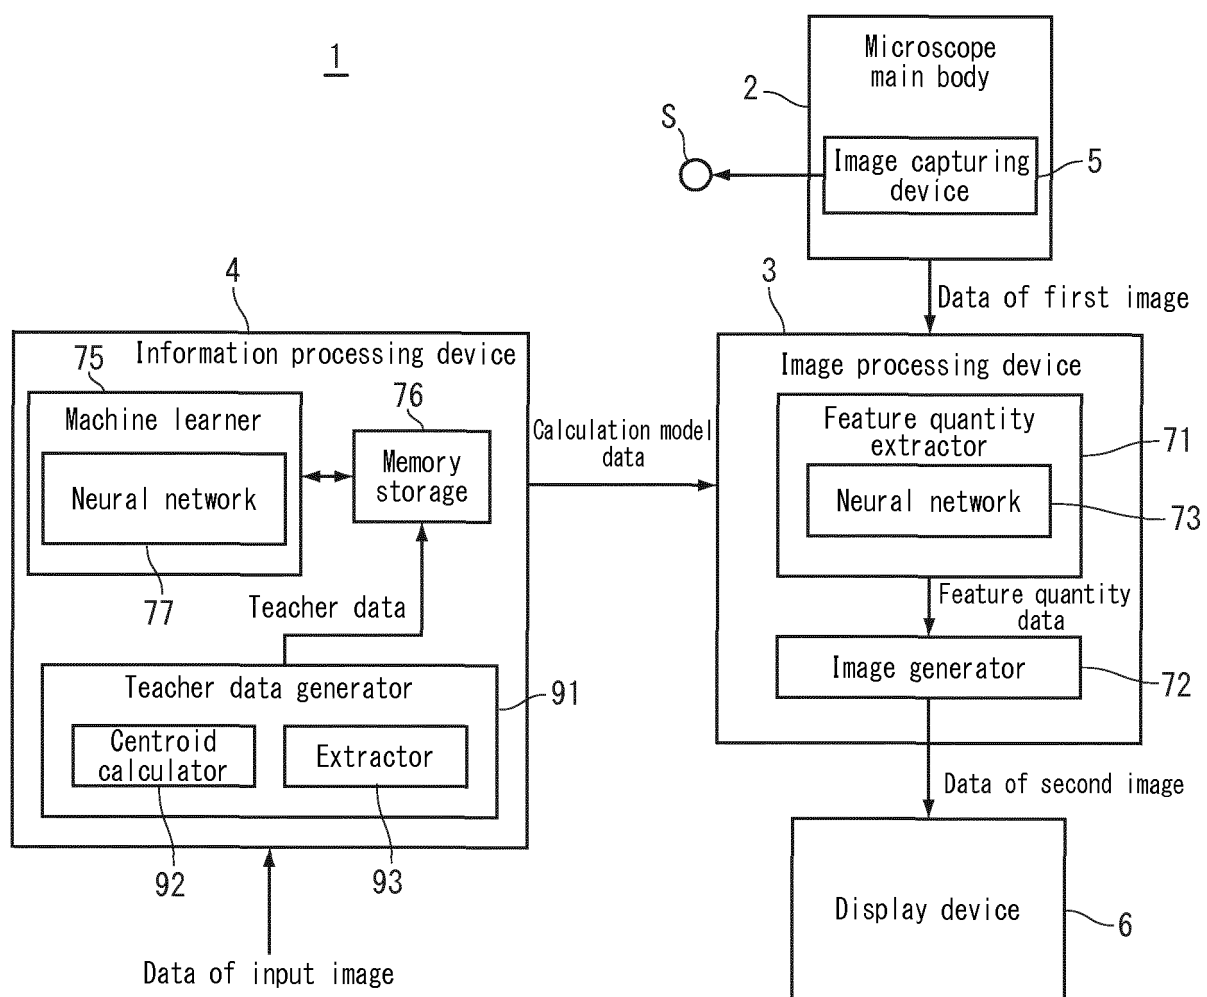 1
Microscope
main body
2
S
Image capturing
device
5
4
3
Data of first image
Information processing device
75
Machine learner
Neural network
77
76
Memory
storage
Calculation model
data
Image processing device
Feature quantity
extractor
71
Neural network
73
Teacher data
Feature quantity
data
Image generator
72
Teacher data generator
91
Centroid
calculator
Extractor
92
93
Data of second image
Display device
6
Data of input image